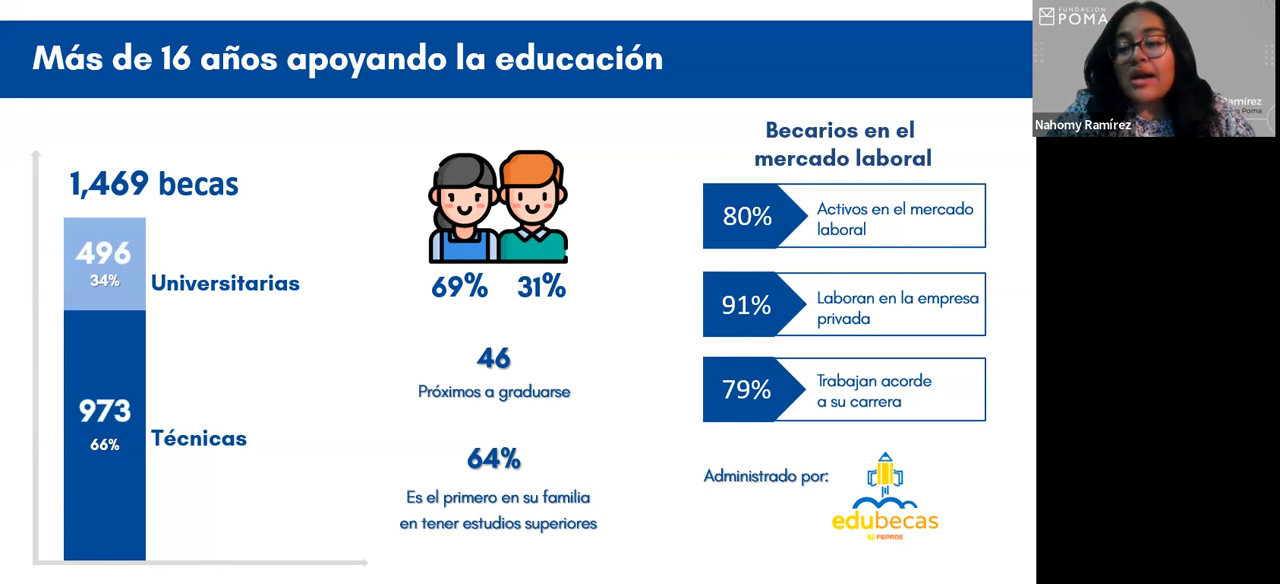 Más de 16 años apoyando la educación
1,469 becas
496
34%
Universitarias
973
66%
Técnicas
69%
31%
46
Próximos a graduarse
64%
Es el primero en su familia
en tener estudios superiores
Becarios en el
mercado laboral
80%
Activos en el mercado
laboral
91%
Laboran en la empresa
privada
79%
Trabajan acorde
a su carrera
Administrado por:
edubecas
FEPADE
FUNDACIÓN
POMA
Poma
Nahomy Ramírez